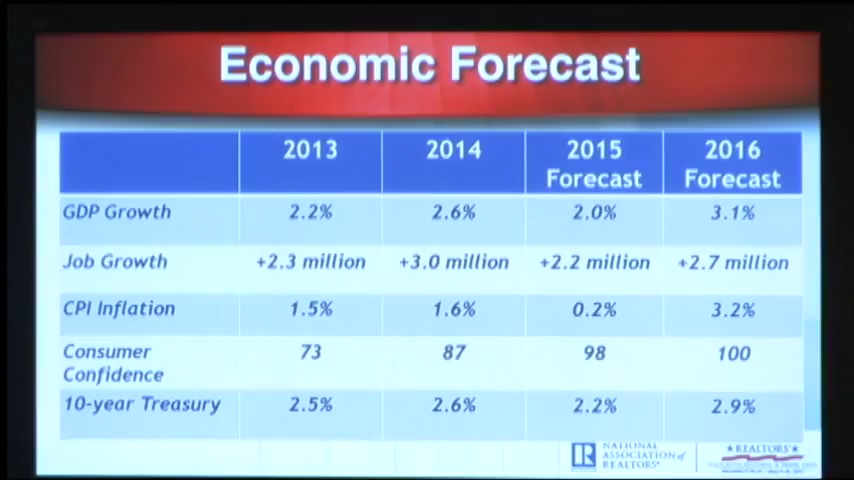 Economic Forecast
2013 2014 2015 Forecast 2016 Forecast
GDP Growth 2.2% 2.6% 2.0% 3.1%
Job Growth +2.3 million +3.0 million +2.2 million +2.7 million
CPI Inflation 1.5% 1.6% 0.2% 3.2%
Consumer Confidence 73 87 98 100
10-year Treasury 2.5% 2.6% 2.2% 2.9%
NATIONAL
ASSOCIATION of
REALTORS®
REALTORS®